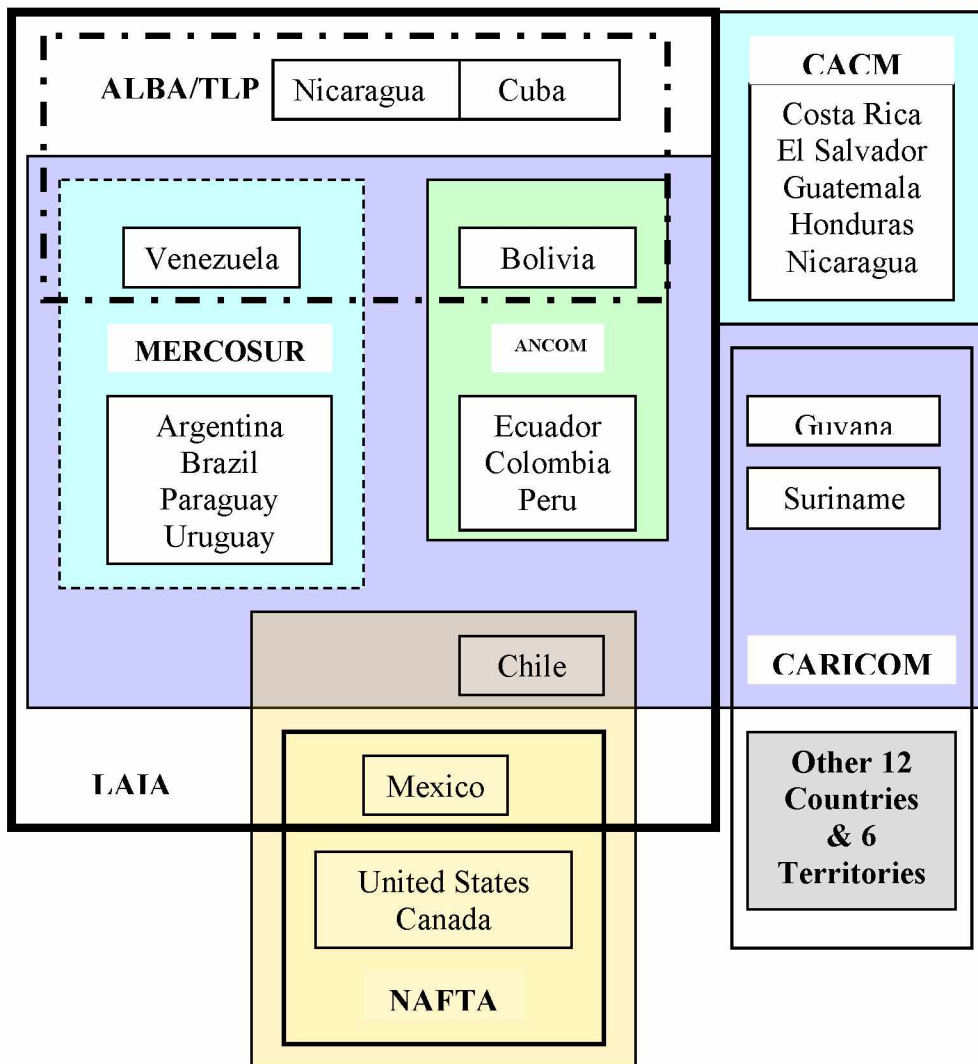 ALBA/TLP
Nicaragua
Cuba
CACM
Costa Rica
El Salvador
Guatemala
Honduras
Nicaragua
Venezuela
Bolivia
MERCOSUR
ANCOM
Argentina
Brazil
Paraguay
Uruguay
Ecuador
Colombia
Peru
Guyana
Suriname
Chile
CARICOM
LAIA
Mexico
Other 12
Countries
& 6
Territories
United States
Canada
NAFTA